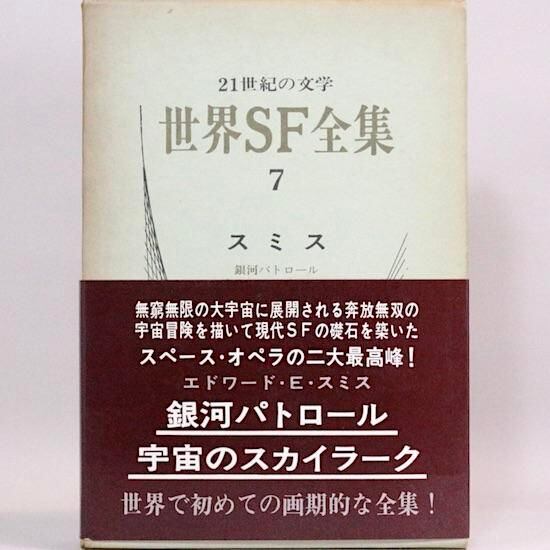 21世紀の文学
世界SF全集
7
スミス
銀河パトロール
無窮無限の大宇宙に展開される奔放無双の
宇宙冒険を描いて現代SFの礎石を築いた
スペース・オペラの二大最高峰！
エドワード・E・スミス
銀河パトロール
宇宙のスカイラーク
世界で初めての画期的な全集！